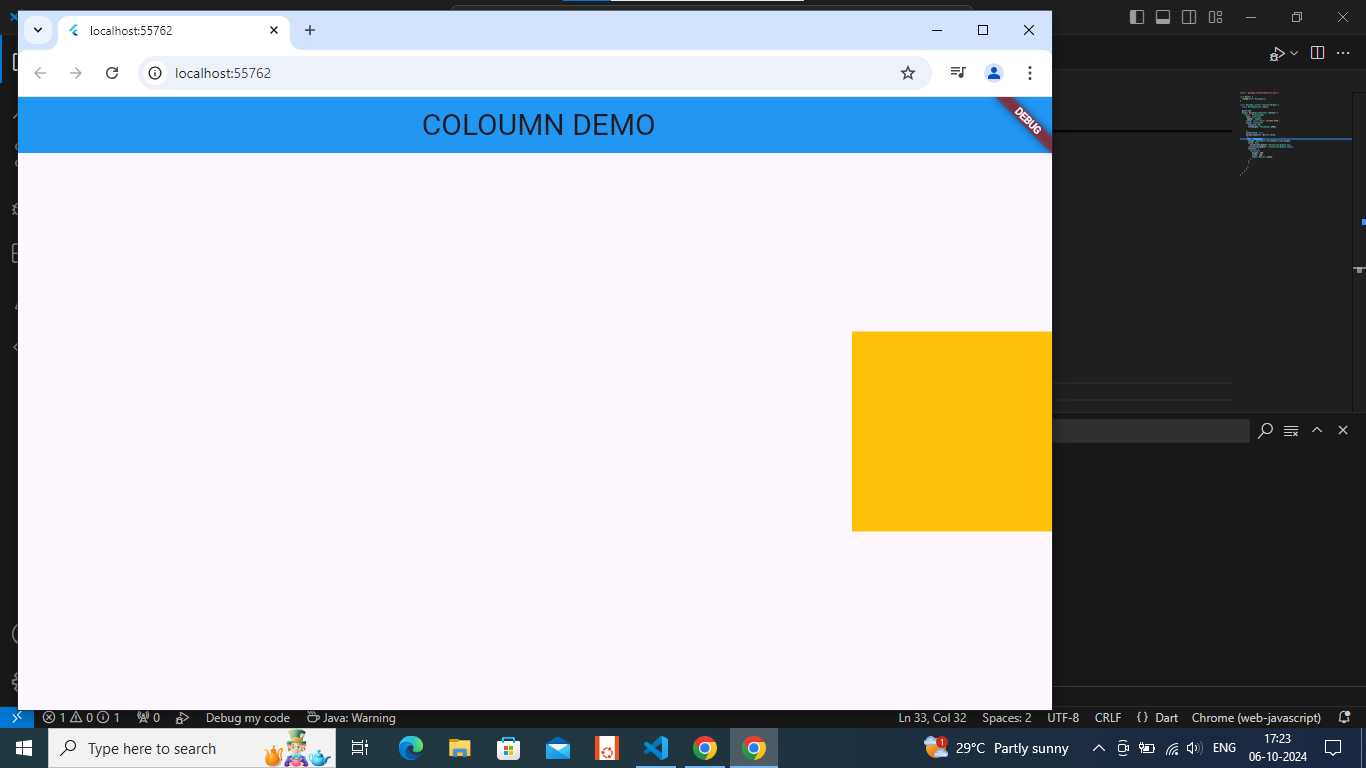 localhost:55762
localhost:55762
COLOUMN DEMO
DEBUG
1 0 1 0 Debug my code Java: Warning Ln 33, Col 32 Spaces: 2 UTF-8 CRLF { } Dart Chrome (web-javascript)
Type here to search
1 29°C Partly sunny ENG 17:23
06-10-2024